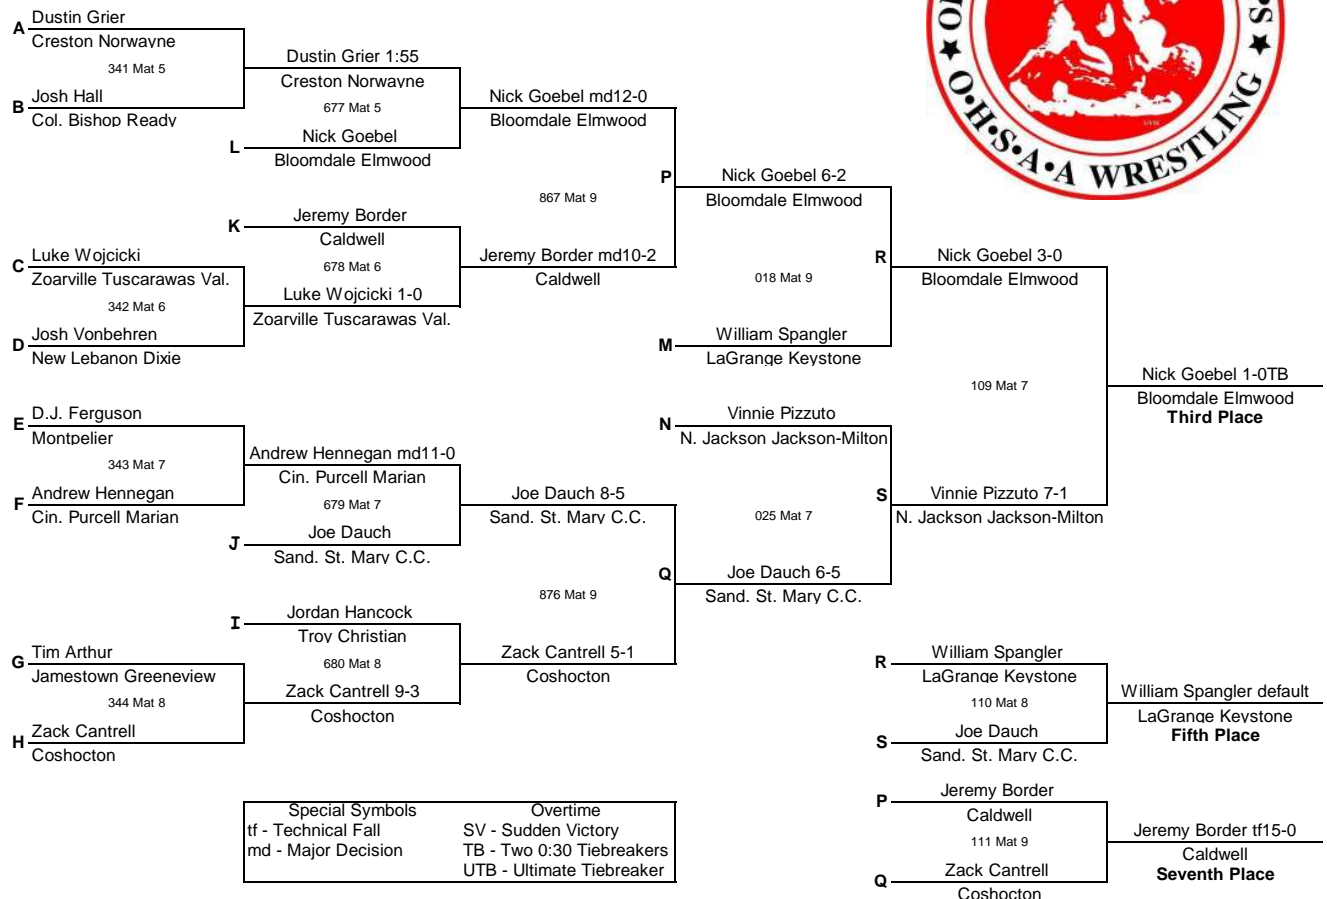 A
Dustin Grier
Creston Norwayne
341 Mat 5
B
Josh Hall
Col. Bishop Ready
Dustin Grier 1:55
Creston Norwayne
677 Mat 5
L
Nick Goebel
Bloomdale Elmwood
Nick Goebel md12-0
Bloomdale Elmwood
K
Jeremy Border
Caldwell
678 Mat 6
C
Luke Wojcicki
Zoarville Tuscarawas Val.
342 Mat 6
D
Josh Vonbehren
New Lebanon Dixie
Luke Wojcicki 1-0
Zoarville Tuscarawas Val.
Jeremy Border md10-2
Caldwell
867 Mat 9
P
Nick Goebel 6-2
Bloomdale Elmwood
018 Mat 9
M
William Spangler
LaGrange Keystone
R
Nick Goebel 3-0
Bloomdale Elmwood
109 Mat 7
Nick Goebel 1-0TB
Bloomdale Elmwood
Third Place
E
D.J. Ferguson
Montpelier
343 Mat 7
F
Andrew Hennegan
Cin. Purcell Marian
Andrew Hennegan md11-0
Cin. Purcell Marian
679 Mat 7
J
Joe Dauch
Sand. St. Mary C.C.
Joe Dauch 8-5
Sand. St. Mary C.C.
876 Mat 9
I
Jordan Hancock
Troy Christian
680 Mat 8
G
Tim Arthur
Jamestown Greeneview
344 Mat 8
H
Zack Cantrell
Coshocton
Zack Cantrell 9-3
Coshocton
Zack Cantrell 5-1
Coshocton
N
Vinnie Pizzuto
N. Jackson Jackson-Milton
025 Mat 7
Q
Joe Dauch 6-5
Sand. St. Mary C.C.
S
Vinnie Pizzuto 7-1
N. Jackson Jackson-Milton
R
William Spangler
LaGrange Keystone
110 Mat 8
S
Joe Dauch
Sand. St. Mary C.C.
William Spangler default
LaGrange Keystone
Fifth Place
P
Jeremy Border
Caldwell
111 Mat 9
Q
Zack Cantrell
Coshocton
Jeremy Border tf15-0
Caldwell
Seventh Place
Special Symbols
tf - Technical Fall
md - Major Decision
Overtime
SV - Sudden Victory
TB - Two 0:30 Tiebreakers
UTB - Ultimate Tiebreaker
O•H•S•A•A WRESTLING